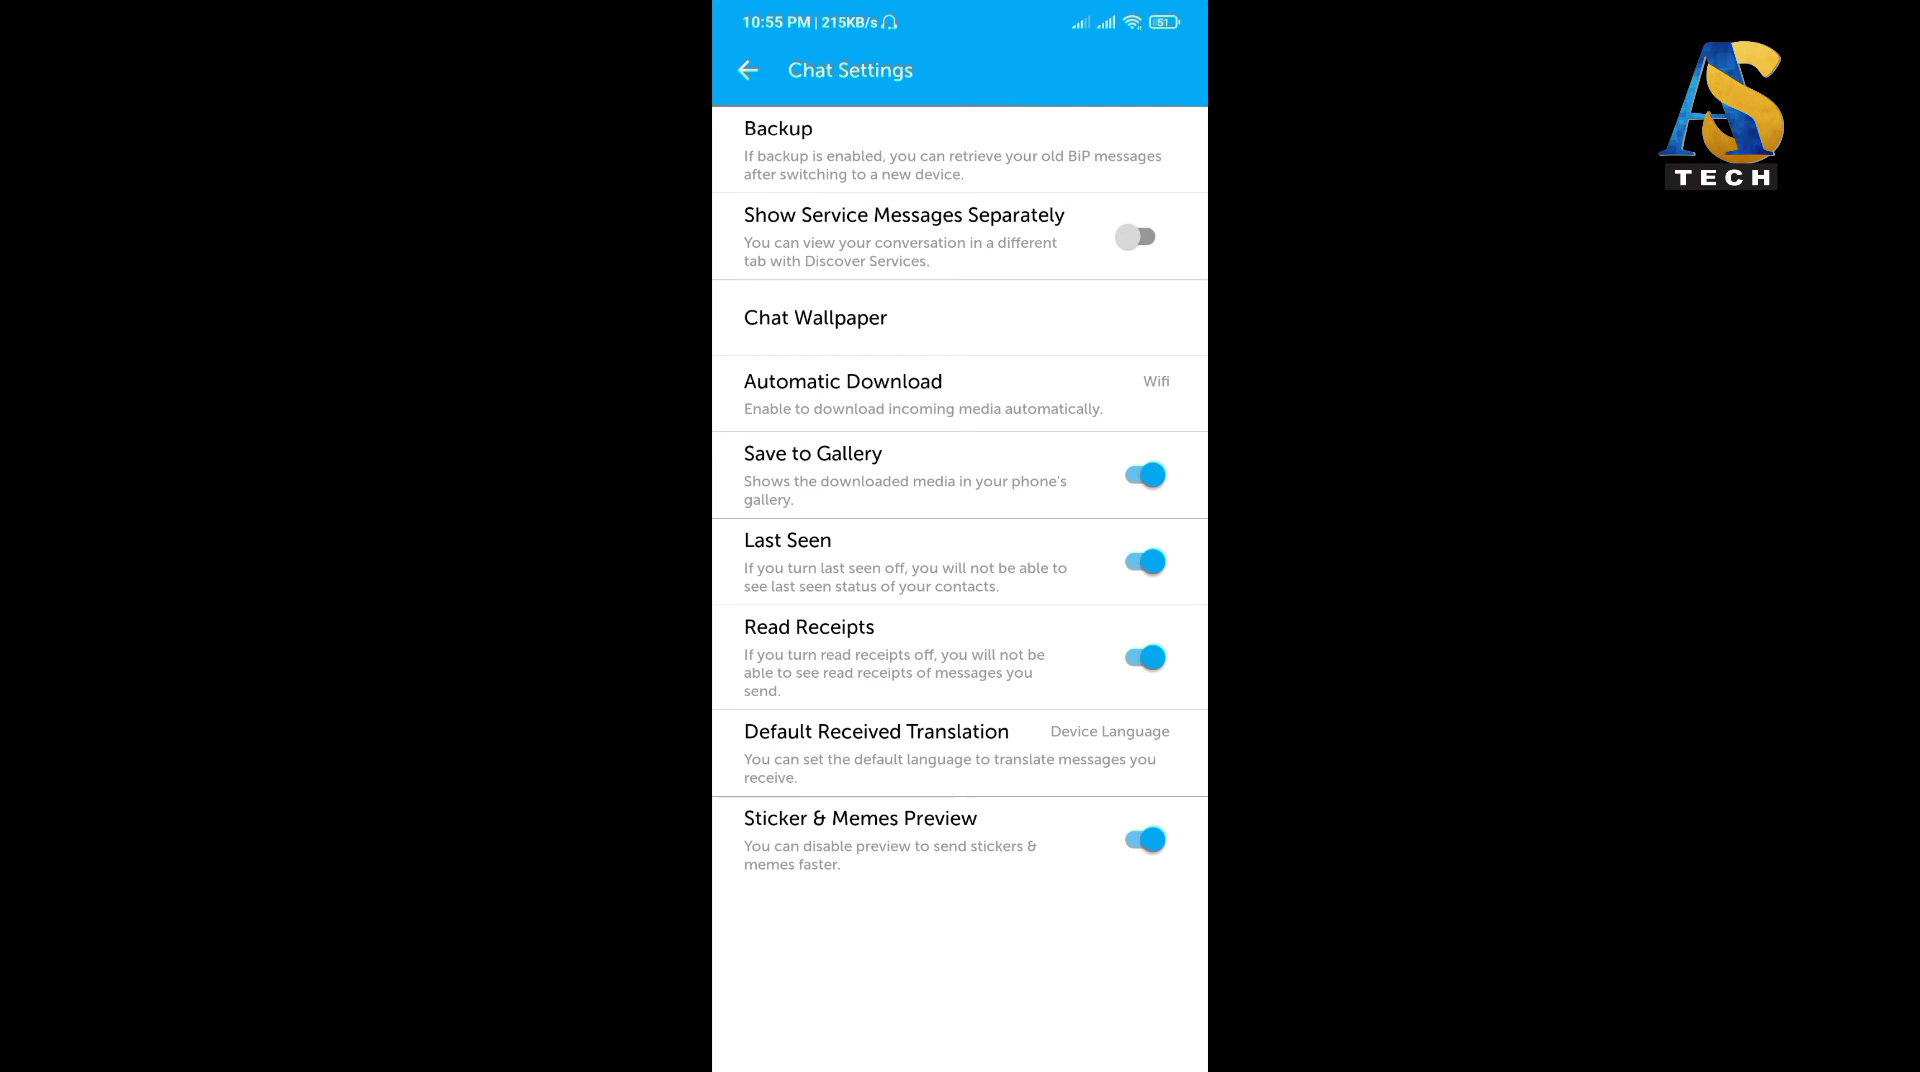 10:55 PM | 215KB/s 51
Chat Settings
Backup
If backup is enabled, you can retrieve your old BiP messages
after switching to a new device.
Show Service Messages Separately
You can view your conversation in a different
tab with Discover Services.
Chat Wallpaper
Automatic Download Wifi
Enable to download incoming media automatically.
Save to Gallery
Shows the downloaded media in your phone's
gallery.
Last Seen
If you turn last seen off, you will not be able to
see last seen status of your contacts.
Read Receipts
If you turn read receipts off, you will not be
able to see read receipts of messages you
send.
Default Received Translation Device Language
You can set the default language to translate messages you
receive.
Sticker & Memes Preview
You can disable preview to send stickers &
memes faster.
AS
TECH